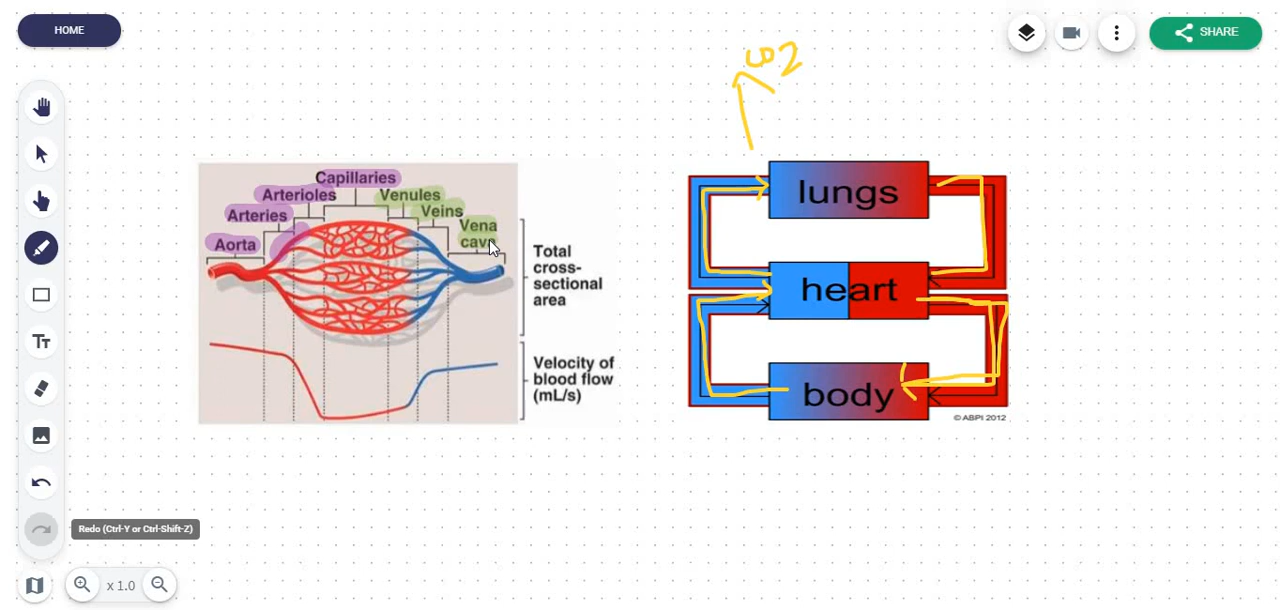 HOME
SHARE
CO2
Capillaries
Arterioles
Venules
Arteries
Veins
Aorta
Vena
cava
Total
cross-
sectional
area
Velocity of
blood flow
(mL/s)
lungs
heart
body
© ABPI 2012
Tт
Redo (Ctrl-Y or Ctrl-Shift-Z)
x 1.0